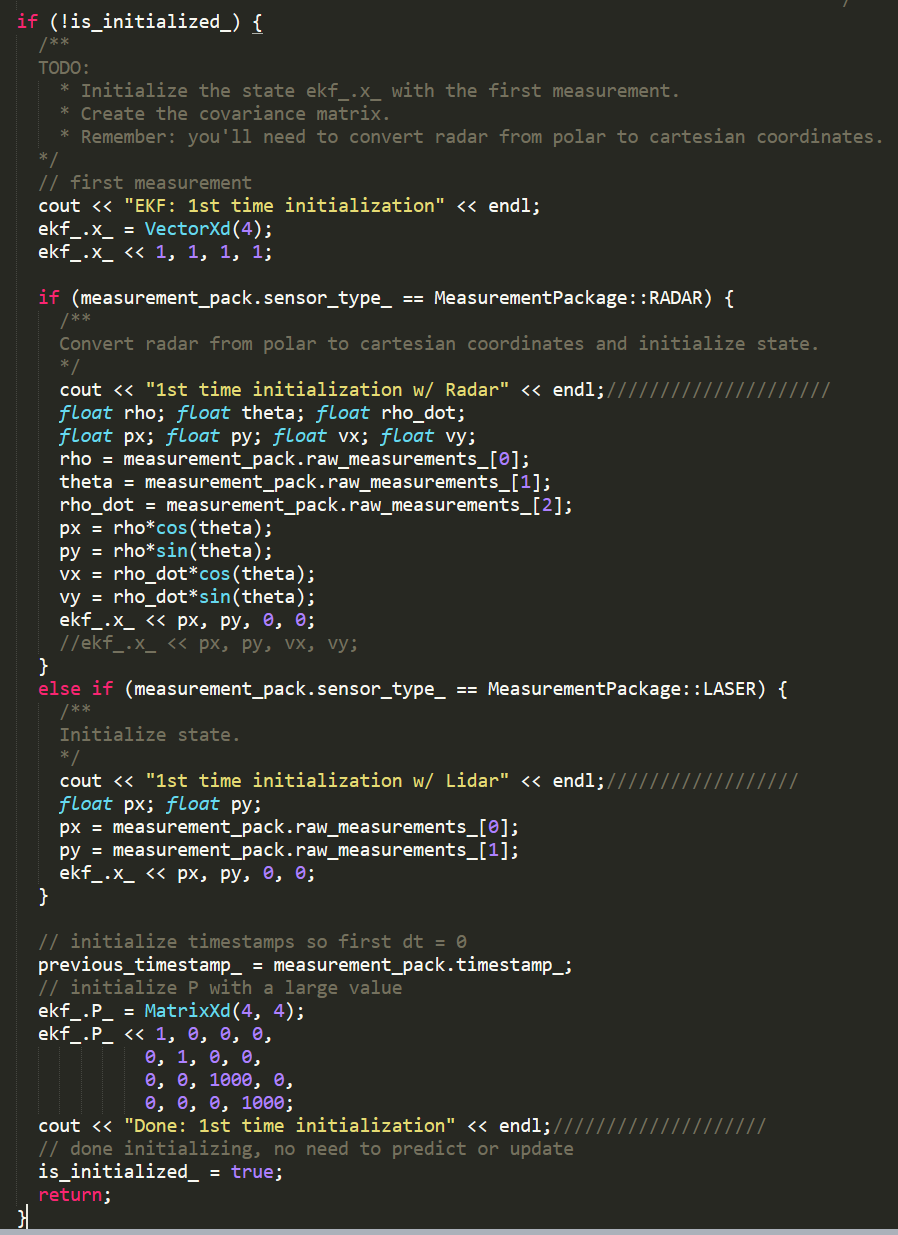 if (!is_initialized_) {
/**
TODO:
* Initialize the state ekf_.x_ with the first measurement.
* Create the covariance matrix.
* Remember: you'll need to convert radar from polar to cartesian coordinates.
*/
// first measurement
cout << "EKF: 1st time initialization" << endl;
ekf_.x_ = VectorXd(4);
ekf_.x_ << 1, 1, 1, 1;
if (measurement_pack.sensor_type_ == MeasurementPackage::RADAR) {
/**
Convert radar from polar to cartesian coordinates and initialize state.
*/
cout << "1st time initialization w/ Radar" << endl;/////////////////////
float rho; float theta; float rho_dot;
float px; float py; float vx; float vy;
rho = measurement_pack.raw_measurements_[0];
theta = measurement_pack.raw_measurements_[1];
rho_dot = measurement_pack.raw_measurements_[2];
px = rho*cos(theta);
py = rho*sin(theta);
vx = rho_dot*cos(theta);
vy = rho_dot*sin(theta);
ekf_.x_ << px, py, 0, 0;
//ekf_.x_ << px, py, vx, vy;
}
else if (measurement_pack.sensor_type_ == MeasurementPackage::LASER) {
/**
Initialize state.
*/
cout << "1st time initialization w/ Lidar" << endl;//////////////////
float px; float py;
px = measurement_pack.raw_measurements_[0];
py = measurement_pack.raw_measurements_[1];
ekf_.x_ << px, py, 0, 0;
}
// initialize timestamps so first dt = 0
previous_timestamp_ = measurement_pack.timestamp_;
// initialize P with a large value
ekf_.P_ = MatrixXd(4, 4);
ekf_.P_ << 1, 0, 0, 0,
0, 1, 0, 0,
0, 0, 1000, 0,
0, 0, 0, 1000;
cout << "Done: 1st time initialization" << endl;////////////////////
// done initializing, no need to predict or update
is_initialized_ = true;
return;
}